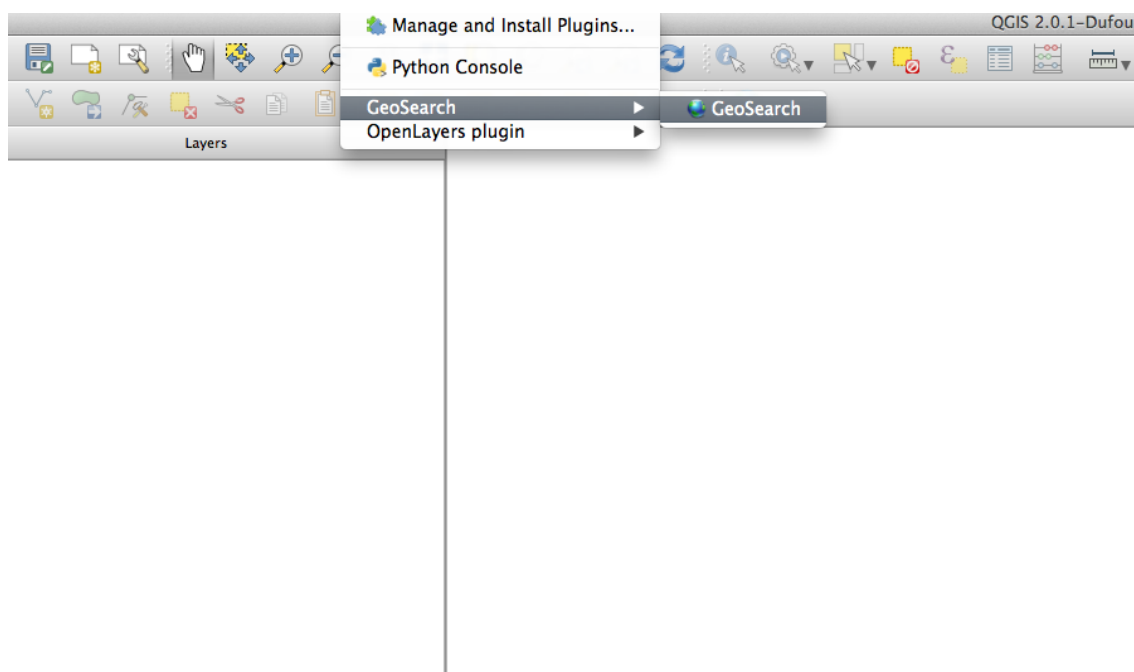 QGIS 2.0.1-Dufou
Manage and Install Plugins...
Python Console
GeoSearch
GeoSearch
OpenLayers plugin
Layers